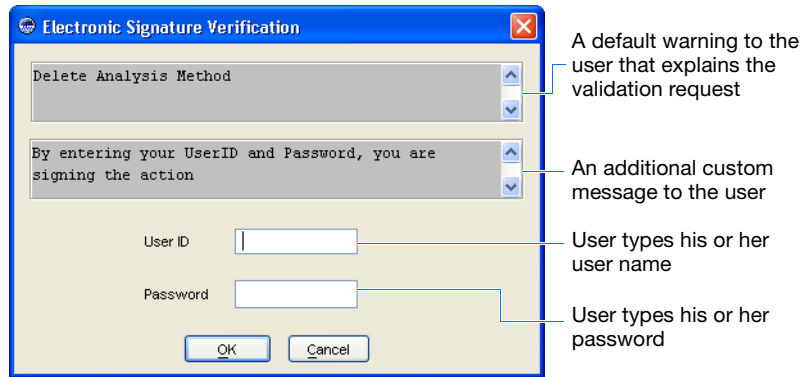 Electronic Signature Verification
Delete Analysis Method
By entering your UserID and Password, you are
signing the action
User ID
Password
OK
Cancel
A default warning to the
user that explains the
validation request
An additional custom
message to the user
User types his or her
user name
User types his or her
password